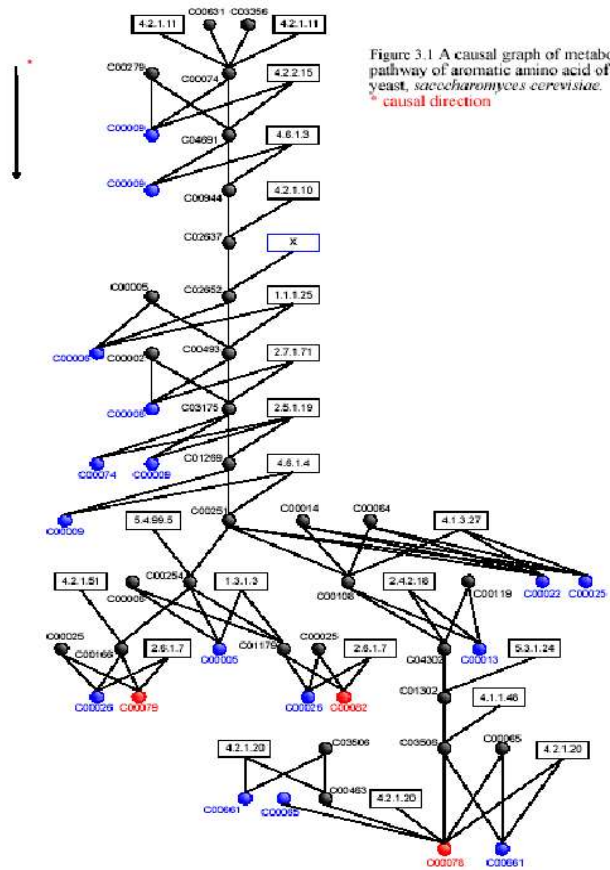 C00631 C03356
4.2.1.11 4.2.1.11
Figure 3.1 A causal graph of metabo
pathway of aromatic amino acid of
yeast, saccharomyces cerevisiae.
* causal direction
*
C00279 C00074 4.2.2.15
C00009 C04691 4.6.1.3
C00009 C00944 4.2.1.10
C02637 X
C00005 C02652 1.1.1.25
C00006 C00493 2.7.1.71
C00002
C00008 C03175 2.5.1.19
C00074 C00009 C01269 4.6.1.4
C00009 5.4.99.5 C00251 C00014 C00064 4.1.3.27
C00022 C00025
4.2.1.51 C00254 1.3.1.3 C00108 2.4.2.18 C00119
C00006
C00025 C00166 2.6.1.7 C00005 C01179 C00025 2.6.1.7 C04302 C00013 5.3.1.24
C00026 C00079 C00026 C00082 C01302 4.1.1.48
4.2.1.20 C03506 C03506 C00065 4.2.1.20
C00661 C00065 C00463 4.2.1.20
C00078 C00661